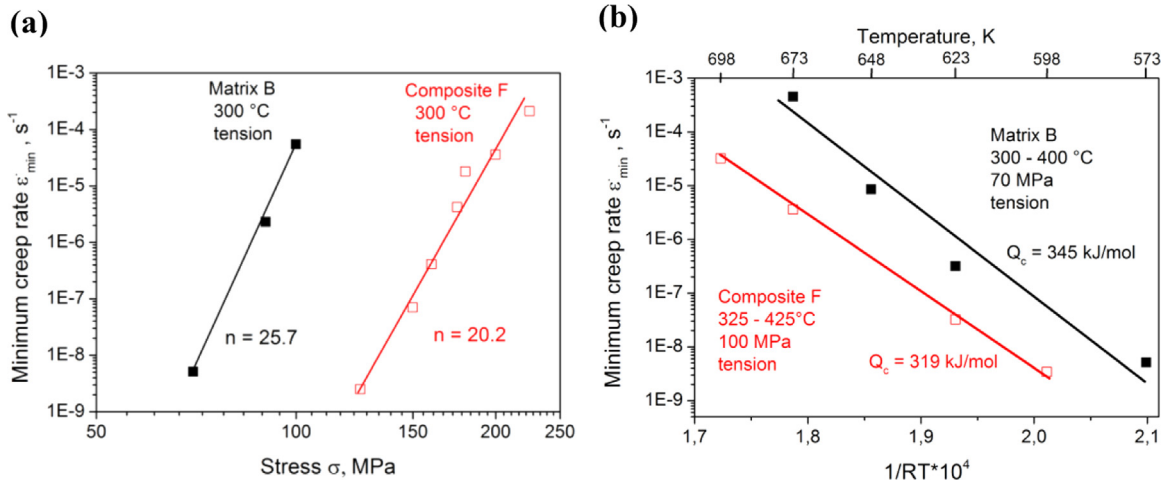 (a)
Minimum creep rate ε̇min , s-1
1E-3
1E-4
1E-5
1E-6
1E-7
1E-8
1E-9
Matrix B
300 °C
tension
Composite F
300 °C
tension
n = 25.7
n = 20.2
50
100
150
200
250
Stress σ, MPa
(b)
Temperature, K
698
673
648
623
598
573
Minimum creep rate ε̇min , s-1
1E-3
1E-4
1E-5
1E-6
1E-7
1E-8
1E-9
Matrix B
300 - 400 °C
70 MPa
tension
Qc = 345 kJ/mol
Composite F
325 - 425°C
100 MPa
tension
Qc = 319 kJ/mol
1,7
1,8
1,9
2,0
2,1
1/RT*10⁴